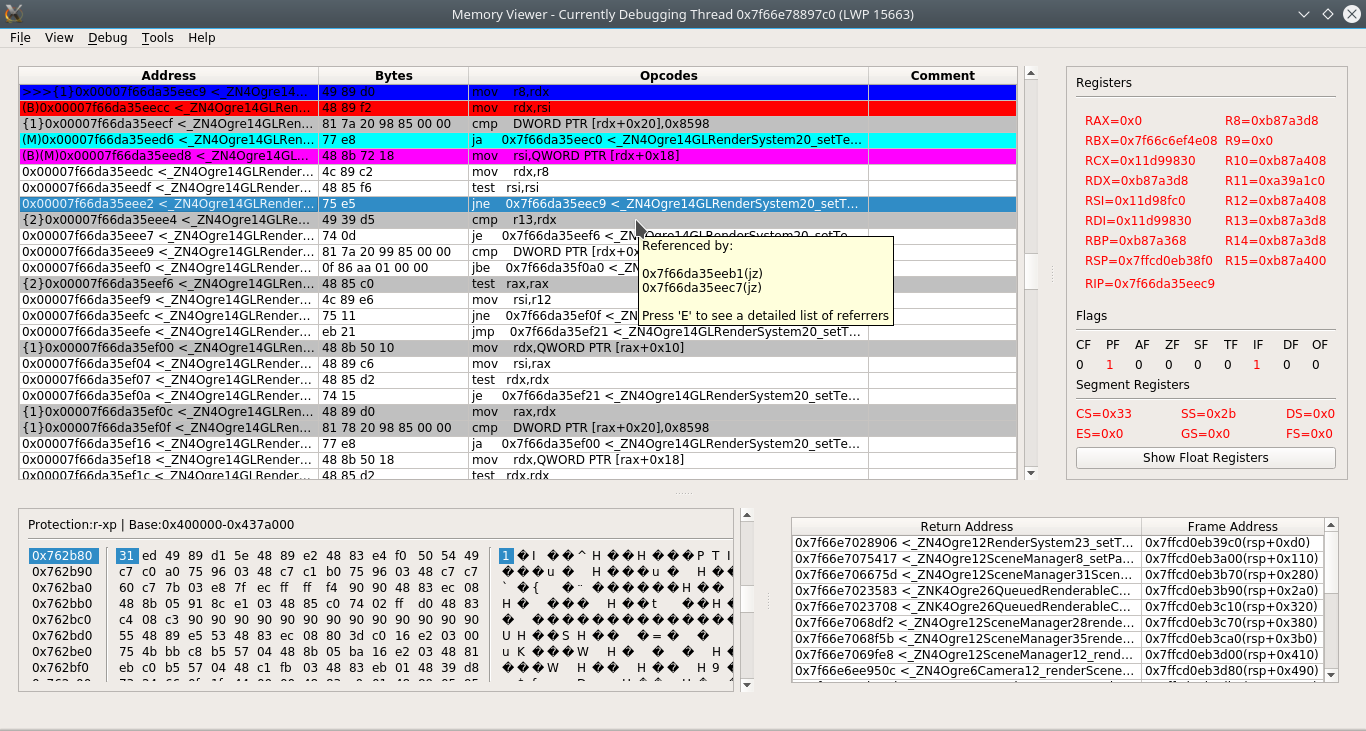 Memory Viewer - Currently Debugging Thread 0x7f66e78897c0 (LWP 15663)
File View Debug Tools Help
Address Bytes Opcodes Comment
>>>{1}0x00007f66da35eec9 <_ZN4Ogre14... 49 89 d0 mov r8,rdx
(B)0x00007f66da35eecc <_ZN4Ogre14GLRen... 48 89 f2 mov rdx,rsi
{1}0x00007f66da35eecf <_ZN4Ogre14GLRen... 81 7a 20 98 85 00 00 cmp DWORD PTR [rdx+0x20],0x8598
(M)0x00007f66da35eed6 <_ZN4Ogre14GLRen... 77 e8 ja 0x7f66da35eec0 <_ZN4Ogre14GLRenderSystem20_setTe...
(B)(M)0x00007f66da35eed8 <_ZN4Ogre14GL... 48 8b 72 18 mov rsi,QWORD PTR [rdx+0x18]
0x00007f66da35eedc <_ZN4Ogre14GLRender... 4c 89 c2 mov rdx,r8
0x00007f66da35eedf <_ZN4Ogre14GLRender... 48 85 f6 test rsi,rsi
0x00007f66da35eee2 <_ZN4Ogre14GLRender... 75 e5 jne 0x7f66da35eec9 <_ZN4Ogre14GLRenderSystem20_setT...
{2}0x00007f66da35eee4 <_ZN4Ogre14GLRe... 49 39 d5 cmp r13,rdx
0x00007f66da35eee7 <_ZN4Ogre14GLRender... 74 0d je 0x7f66da35eef6 <_ZN4Ogre14GLRenderSystem20_setTe...
0x00007f66da35eee9 <_ZN4Ogre14GLRender... 81 7a 20 99 85 00 00 cmp DWORD PTR [rdx+0x
0x00007f66da35eef0 <_ZN4Ogre14GLRender... 0f 86 aa 01 00 00 jbe 0x7f66da35f0a0 <_ZN
{2}0x00007f66da35eef6 <_ZN4Ogre14GLRen... 48 85 c0 test rax,rax
0x00007f66da35eef9 <_ZN4Ogre14GLRender... 4c 89 e6 mov rsi,r12
0x00007f66da35eefc <_ZN4Ogre14GLRender... 75 11 jne 0x7f66da35ef0f <_ZN
0x00007f66da35eefe <_ZN4Ogre14GLRender... eb 21 jmp 0x7f66da35ef21 <_ZN4Ogre14GLRenderSystem20_setT...
{1}0x00007f66da35ef00 <_ZN4Ogre14GLRen... 48 8b 50 10 mov rdx,QWORD PTR [rax+0x10]
0x00007f66da35ef04 <_ZN4Ogre14GLRender... 48 89 c6 mov rsi,rax
0x00007f66da35ef07 <_ZN4Ogre14GLRender... 48 85 d2 test rdx,rdx
0x00007f66da35ef0a <_ZN4Ogre14GLRender... 74 15 je 0x7f66da35ef21 <_ZN4Ogre14GLRenderSystem20_setTe...
{1}0x00007f66da35ef0c <_ZN4Ogre14GLRen... 48 89 d0 mov rax,rdx
{1}0x00007f66da35ef0f <_ZN4Ogre14GLRen... 81 78 20 98 85 00 00 cmp DWORD PTR [rax+0x20],0x8598
0x00007f66da35ef16 <_ZN4Ogre14GLRender... 77 e8 ja 0x7f66da35ef00 <_ZN4Ogre14GLRenderSystem20_setTe...
0x00007f66da35ef18 <_ZN4Ogre14GLRender... 48 8b 50 18 mov rdx,QWORD PTR [rax+0x18]
0x00007f66da35ef1c <_ZN4Ogre14GLRender... 48 85 d2 test rdx,rdx
Referenced by:
0x7f66da35eeb1(jz)
0x7f66da35eec7(jz)
Press 'E' to see a detailed list of referrers
Registers
RAX=0x0 R8=0xb87a3d8
RBX=0x7f66c6ef4e08 R9=0x0
RCX=0x11d99830 R10=0xb87a408
RDX=0xb87a3d8 R11=0xa39a1c0
RSI=0x11d98fc0 R12=0xb87a408
RDI=0x11d99830 R13=0xb87a3d8
RBP=0xb87a368 R14=0xb87a3d8
RSP=0x7ffcd0eb38f0 R15=0xb87a400
RIP=0x7f66da35eec9
Flags
CF PF AF ZF SF TF IF DF OF
0 1 0 0 0 0 1 0 0
Segment Registers
CS=0x33 SS=0x2b DS=0x0
ES=0x0 GS=0x0 FS=0x0
Show Float Registers
Protection:r-xp | Base:0x400000-0x437a000
0x762b80 31 ed 49 89 d1 5e 48 89 e2 48 83 e4 f0 50 54 49 1 �I ��^H��H���PTI
0x762b90 c7 c0 a0 75 96 03 48 c7 c1 b0 75 96 03 48 c7 c7
0x762ba0 60 c7 7b 03 e8 7f ec ff ff f4 90 90 48 83 ec 08
0x762bb0 48 8b 05 91 8c e1 03 48 85 c0 74 02 ff d0 48 83
0x762bc0 c4 08 c3 90 90 90 90 90 90 90 90 90 90 90 90 90
0x762bd0 55 48 89 e5 53 48 83 ec 08 80 3d c0 16 e2 03 00
0x762be0 75 4b bb c8 b5 57 04 48 8b 05 ba 16 e2 03 48 81
0x762bf0 eb c0 b5 57 04 48 c1 fb 03 48 83 eb 01 48 39 d8
Return Address Frame Address
0x7f66e7028906 <_ZN4Ogre12RenderSystem23_setT... 0x7ffcd0eb39c0(rsp+0xd0)
0x7f66e7075417 <_ZN4Ogre12SceneManager8_setPa... 0x7ffcd0eb3a00(rsp+0x110)
0x7f66e706675d <_ZN4Ogre12SceneManager31Scen... 0x7ffcd0eb3b70(rsp+0x280)
0x7f66e7023583 <_ZNK4Ogre26QueuedRenderableC... 0x7ffcd0eb3b90(rsp+0x2a0)
0x7f66e7023708 <_ZNK4Ogre26QueuedRenderableC... 0x7ffcd0eb3c10(rsp+0x320)
0x7f66e7068df2 <_ZN4Ogre12SceneManager28rende... 0x7ffcd0eb3c70(rsp+0x380)
0x7f66e7068f5b <_ZN4Ogre12SceneManager35rende... 0x7ffcd0eb3ca0(rsp+0x3b0)
0x7f66e7069fe8 <_ZN4Ogre12SceneManager12_rend... 0x7ffcd0eb3d00(rsp+0x410)
0x7f66e6ee950c <_ZN4Ogre6Camera12_renderScene... 0x7ffcd0eb3d80(rsp+0x490)